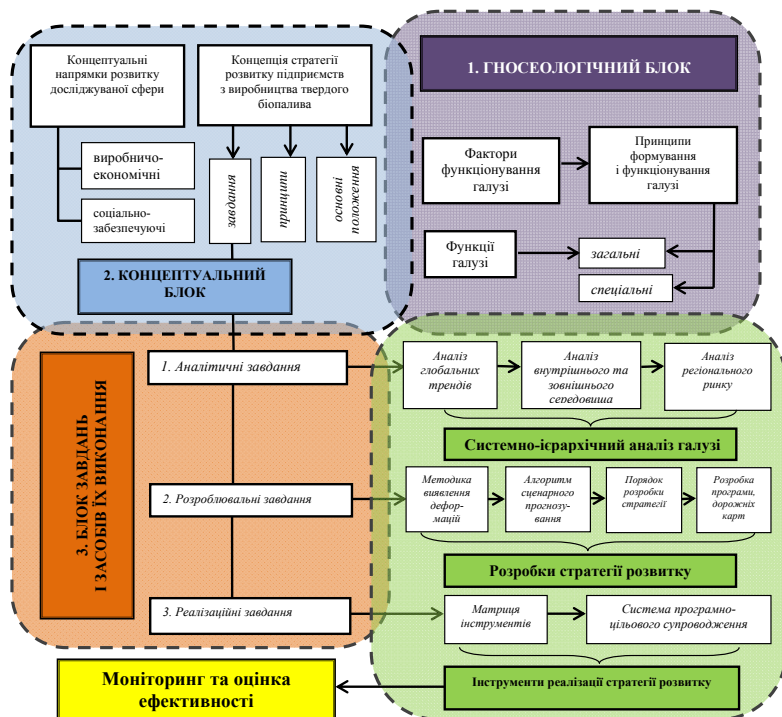 Концептуальні
напрямки розвитку
досліджуваної сфери
виробничо-
економічні
соціально-
забезпечуючі
Концепція стратегії
розвитку підприємств
з виробництва твердого
біопалива
завдання
принципи
основні
положення
2. КОНЦЕПТУАЛЬНИЙ
БЛОК
1. ГНОСЕОЛОГІЧНИЙ БЛОК
Фактори
функціонування
галузі
Принципи
формування
і функціонування
галузі
Функції
галузі
загальні
спеціальні
3. БЛОК ЗАВДАНЬ
І ЗАСОБІВ ЇХ ВИКОНАННЯ
1. Аналітичні завдання
Аналіз
глобальних
трендів
Аналіз
внутрішнього та
зовнішнього
середовища
Аналіз
регіонального
ринку
Системно-ієрархічний аналіз галузі
2. Розроблювальні завдання
Методика
виявлення
дефор-
мацій
Алгоритм
сценарного
прогнозу-
вання
Порядок
розробки
стратегії
Розробка
програми,
дорожніх
карт
Розробки стратегії розвитку
3. Реалізаційні завдання
Матриця
інструментів
Система програмно-
цільового супроводження
Інструменти реалізації стратегії розвитку
Моніторинг та оцінка
ефективності